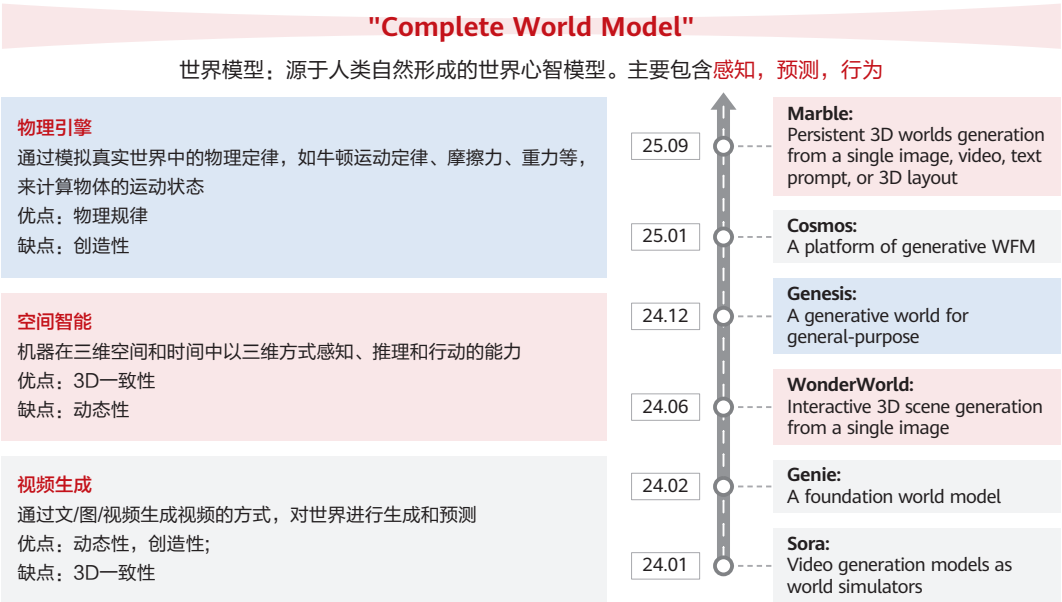 "Complete World Model"
世界模型：源于人类自然形成的世界心智模型。主要包含感知，预测，行为
物理引擎
通过模拟真实世界中的物理定律，如牛顿运动定律、摩擦力、重力等，
来计算物体的运动状态
优点：物理规律
缺点：创造性
空间智能
机器在三维空间和时间中以三维方式感知、推理和行动的能力
优点：3D一致性
缺点：动态性
视频生成
通过文/图/视频生成视频的方式，对世界进行生成和预测
优点：动态性，创造性;
缺点：3D一致性
25.09
Marble:
Persistent 3D worlds generation
from a single image, video, text
prompt, or 3D layout
25.01
Cosmos:
A platform of generative WFM
24.12
Genesis:
A generative world for
general-purpose
24.06
WonderWorld:
Interactive 3D scene generation
from a single image
24.02
Genie:
A foundation world model
24.01
Sora:
Video generation models as
world simulators